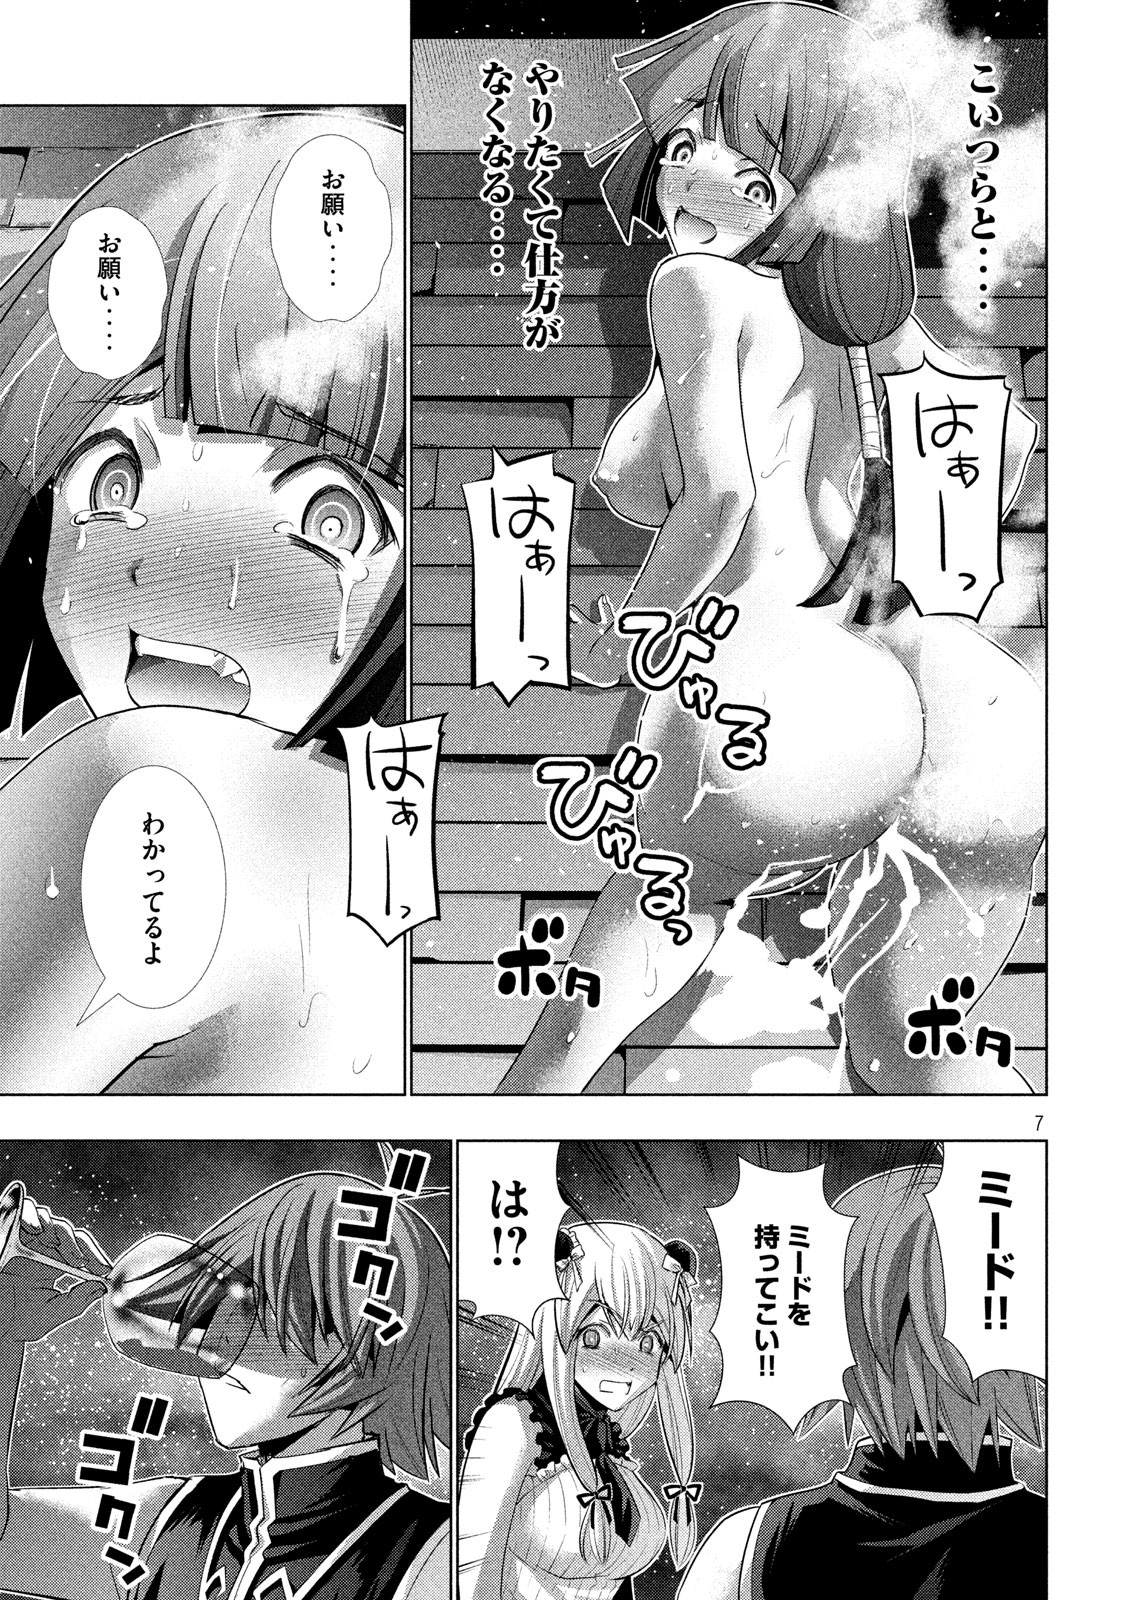 こいつらと‥‥
やりたくて仕方が
なくなる‥‥‥
はぁーっ
はぁーっ
びゅる
びゅるっ
ボタ
ボタ
お願い‥‥
お願い‥‥
はぁーっ
わかってるよ
7
ミード!!
ミードを
持ってこい!!
は!?
ゴクン
ゴクン